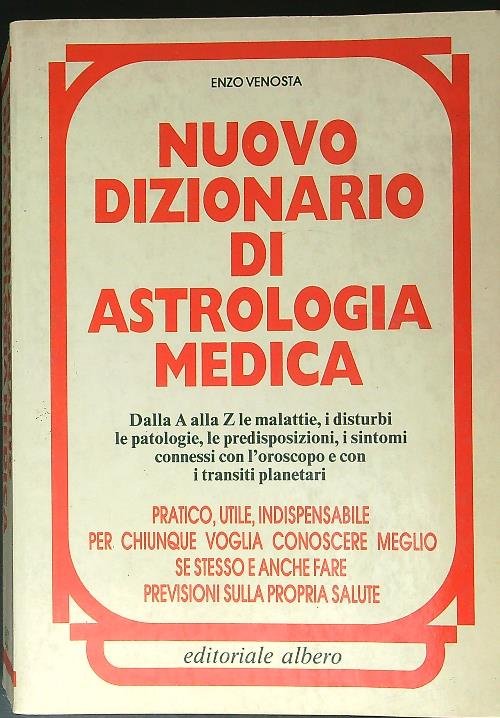 ENZO VENOSTA
NUOVO
DIZIONARIO
DI
ASTROLOGIA
MEDICA
Dalla A alla Z le malattie, i disturbi
le patologie, le predisposizioni, i sintomi
connessi con l'oroscopo e con
i transiti planetari
PRATICO, UTILE, INDISPENSABILE
PER CHIUNQUE VOGLIA CONOSCERE MEGLIO
SE STESSO E ANCHE FARE
PREVISIONI SULLA PROPRIA SALUTE
editoriale albero